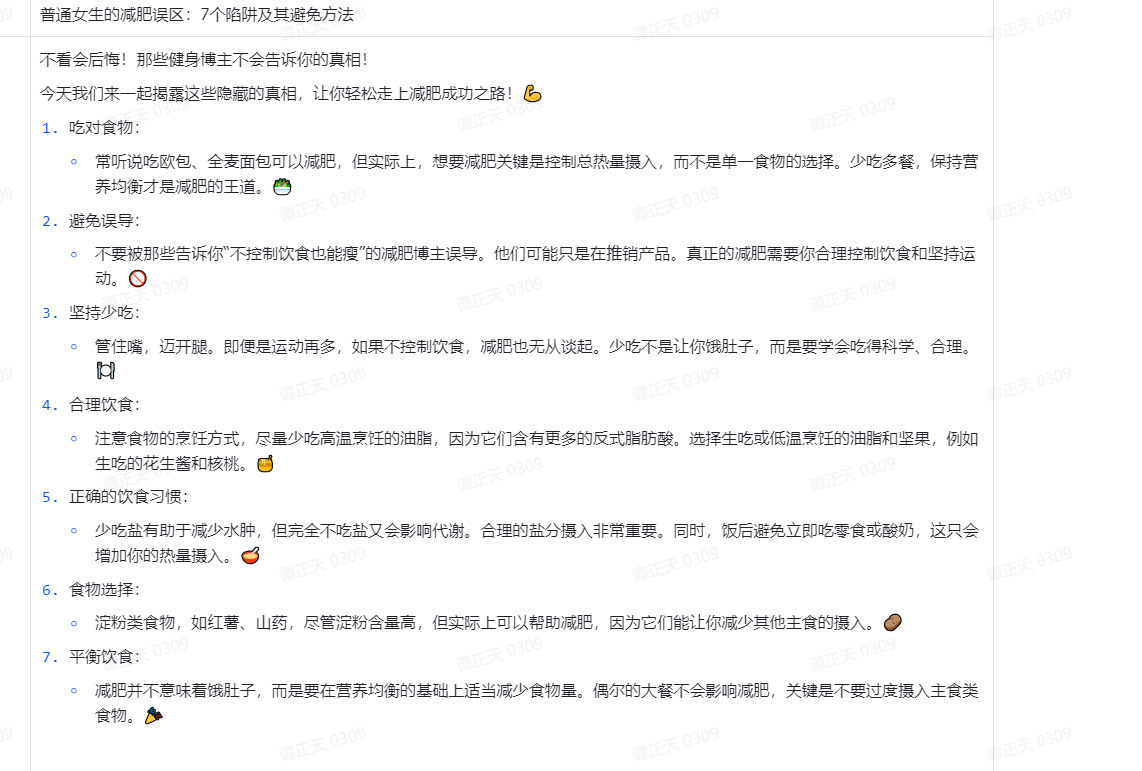 普通女生的减肥误区：7个陷阱及其避免方法
不看会后悔！那些健身博主不会告诉你的真相！
今天我们来一起揭露这些隐藏的真相，让你轻松走上减肥成功之路！💪
1. 吃对食物：
◦ 常听说吃欧包、全麦面包可以减肥，但实际上，想要减肥关键是控制总热量摄入，而不是单一食物的选择。少吃多餐，保持营
养均衡才是减肥的王道。🥗
2. 避免误导：
◦ 不要被那些告诉你“不控制饮食也能瘦”的减肥博主误导。他们可能只是在推销产品。真正的减肥需要你合理控制饮食和坚持运
动。🚫
3. 坚持少吃：
◦ 管住嘴，迈开腿。即便是运动再多，如果不控制饮食，减肥也无从谈起。少吃不是让你饿肚子，而是要学会吃得科学、合理。
🍽
4. 合理饮食：
◦ 注意食物的烹饪方式，尽量少吃高温烹饪的油脂，因为它们含有更多的反式脂肪酸。选择生吃或低温烹饪的油脂和坚果，例如
生吃的花生酱和核桃。🍯
5. 正确的饮食习惯：
◦ 少吃盐有助于减少水肿，但完全不吃盐又会影响代谢。合理的盐分摄入非常重要。同时，饭后避免立即吃零食或酸奶，这只会
增加你的热量摄入。🥣
6. 食物选择：
◦ 淀粉类食物，如红薯、山药，尽管淀粉含量高，但实际上可以帮助减肥，因为它们能让你减少其他主食的摄入。🥔
7. 平衡饮食：
◦ 减肥并不意味着饿肚子，而是要在营养均衡的基础上适当减少食物量。偶尔的大餐不会影响减肥，关键是不要过度摄入主食类
食物。🎉
谭正天 0309